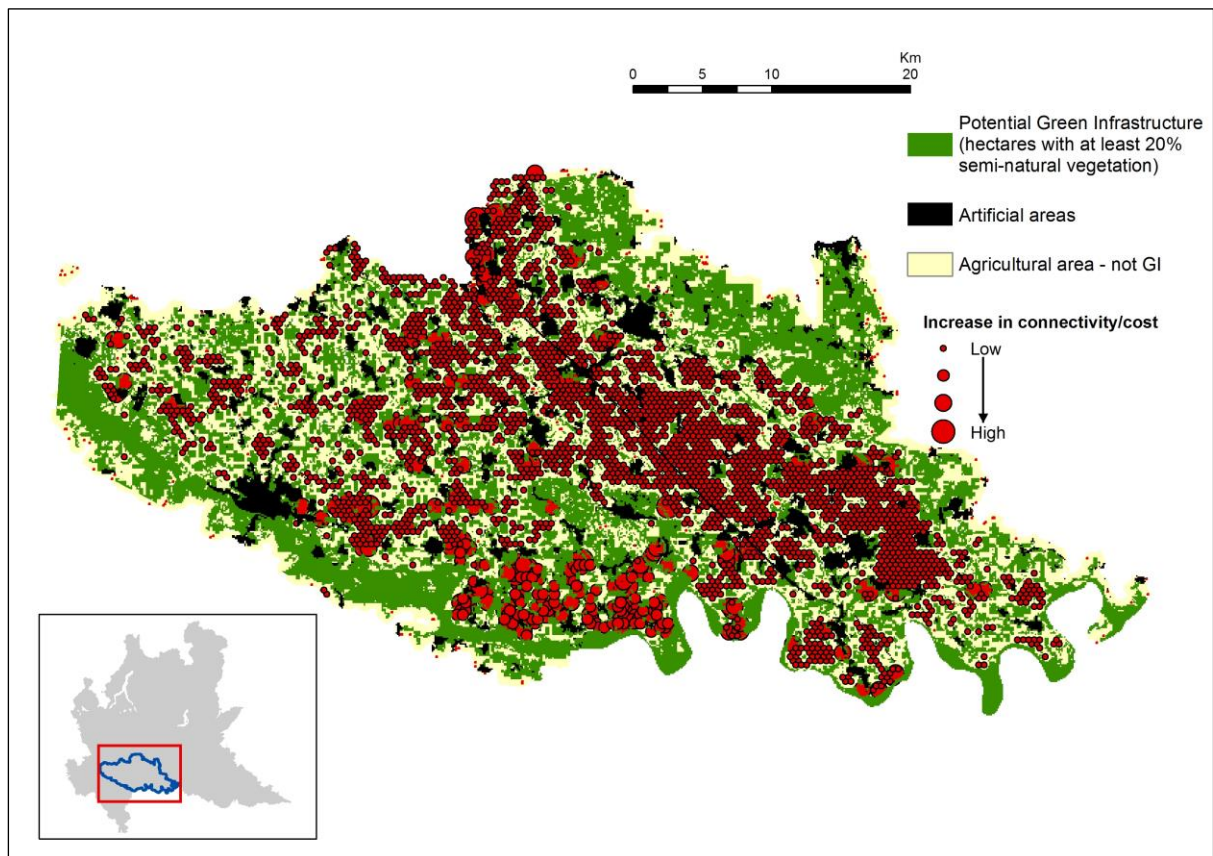 Km
0 5 10 20
Potential Green Infrastructure
(hectares with at least 20%
semi-natural vegetation)
Artificial areas
Agricultural area - not GI
Increase in connectivity/cost
Low
High